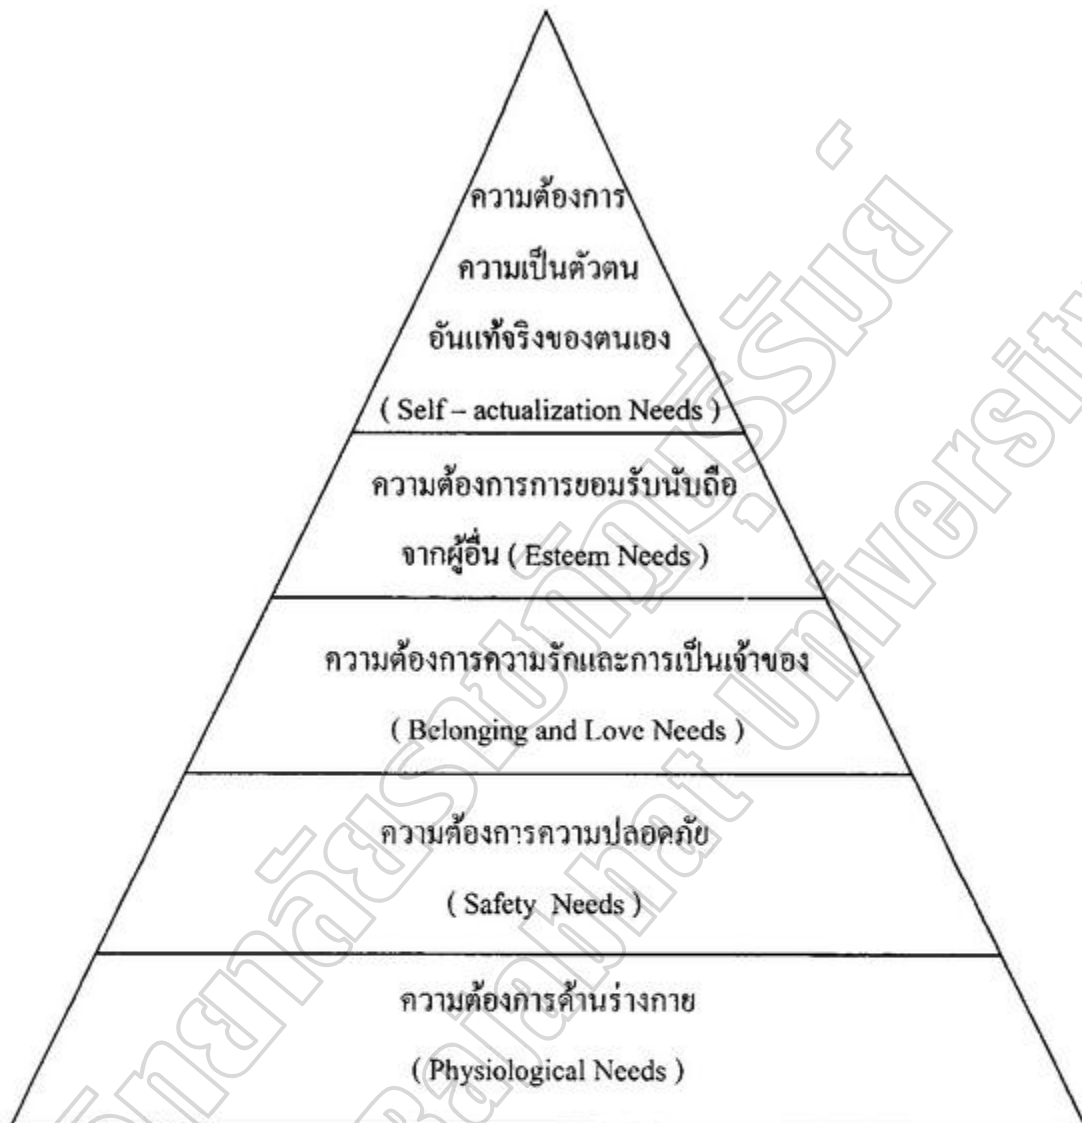 ความต้องการ
ความเป็นตัวตน
อันแท้จริงของตนเอง
( Self – actualization Needs )
ความต้องการการยอมรับนับถือ
จากผู้อื่น ( Esteem Needs )
ความต้องการความรักและการเป็นเจ้าของ
( Belonging and Love Needs )
ความต้องการความปลอดภัย
( Safety Needs )
ความต้องการด้านร่างกาย
( Physiological Needs )
Rajabhat University